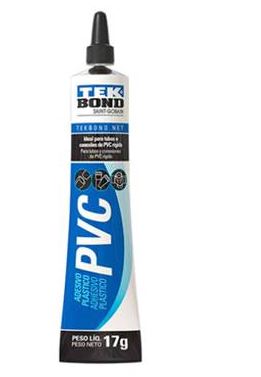 TEK
BOND
SAINT-GOBAIN
TEKBOND.NET
Ideal para tubos e
conexões de PVC rígido
Para tubos y conexiones
de PVC rígido
PVC
ADESIVO
PLÁSTICO
ADHESIVO
PLÁSTICO
PESO LÍQ.
PESO NETO
17g